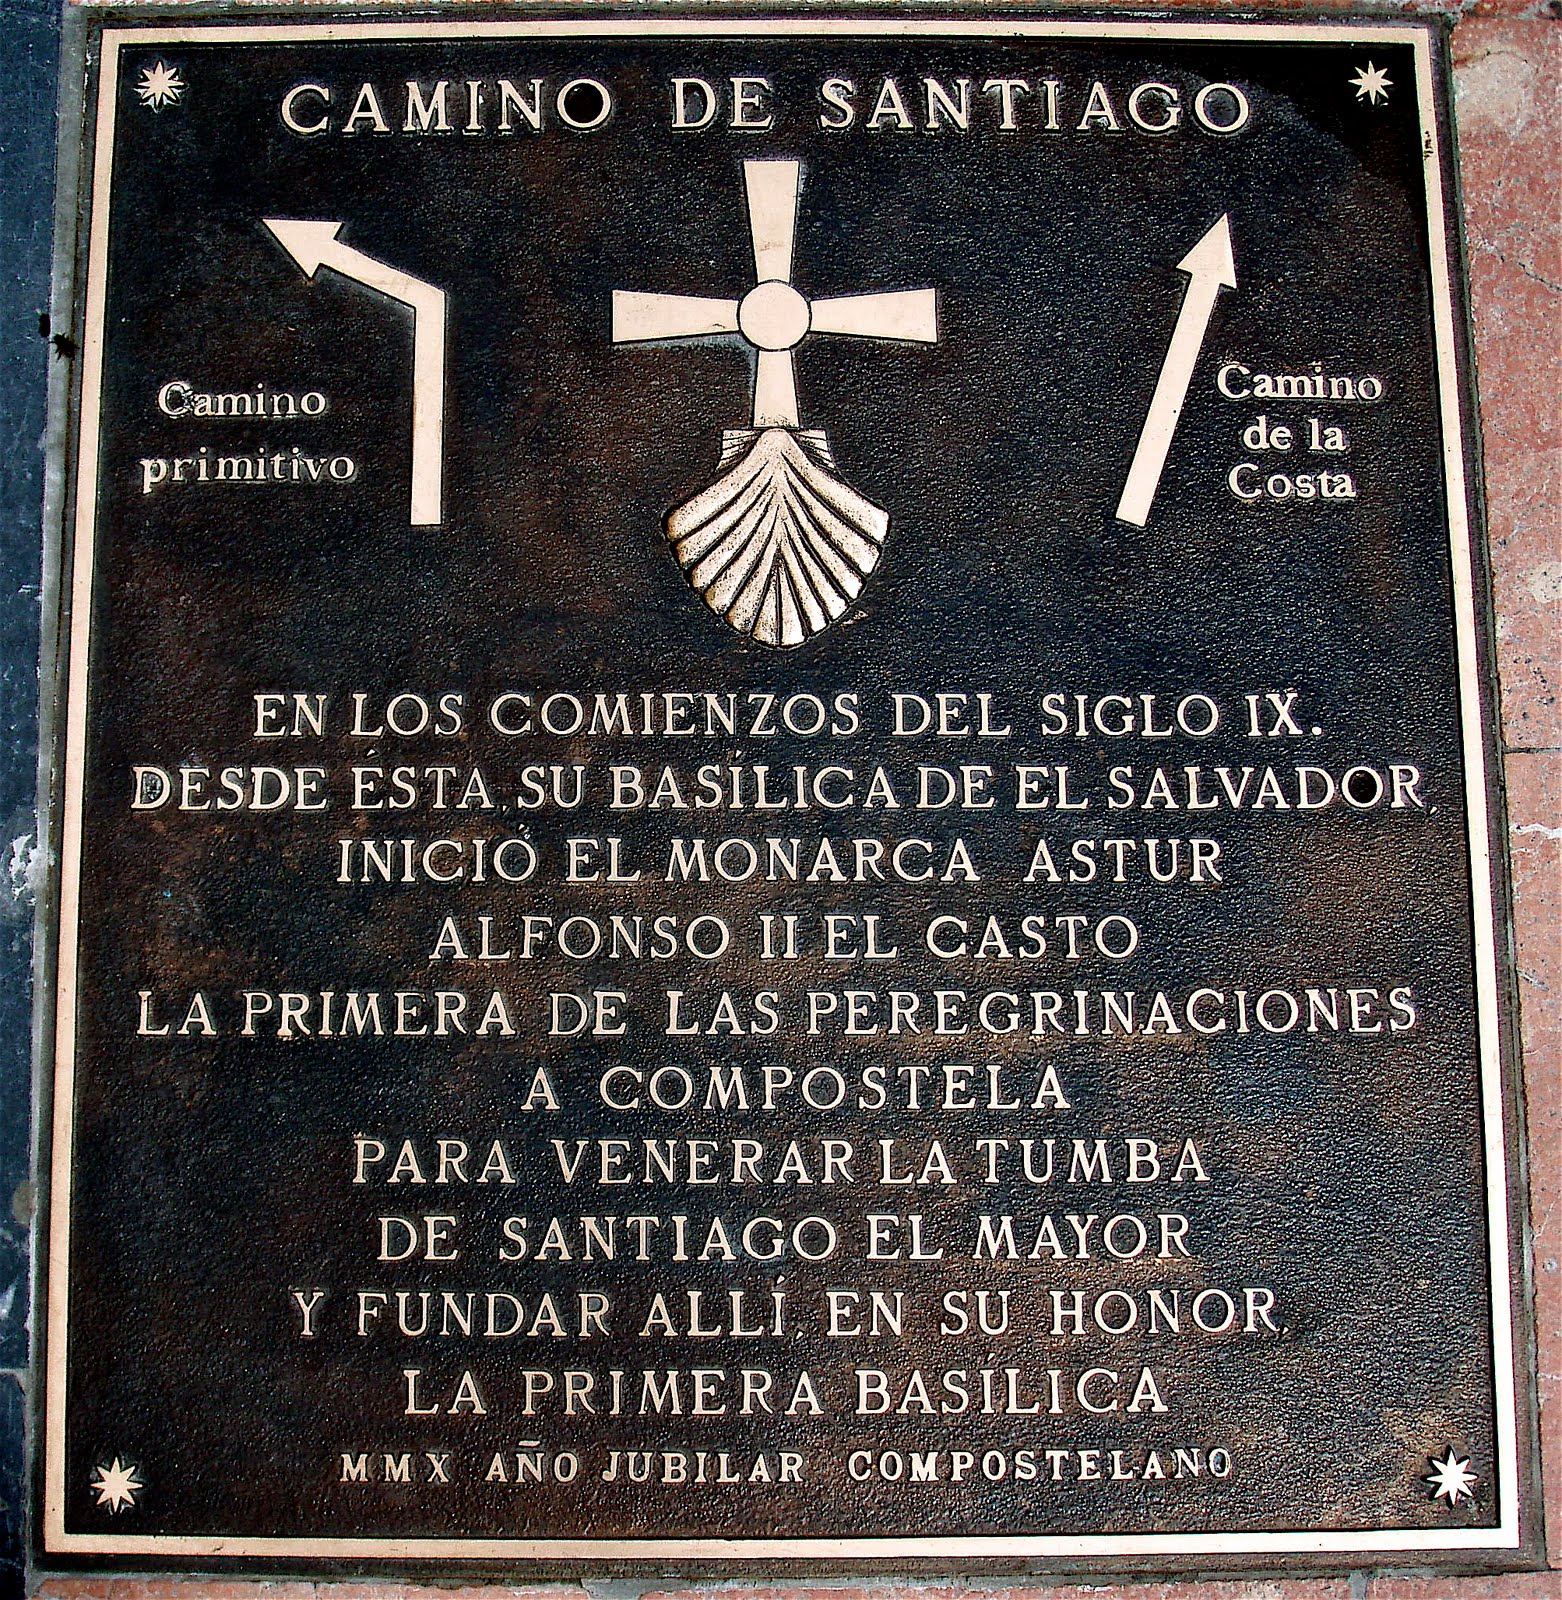 CAMINO DE SANTIAGO
Camino
primitivo
Camino
de la
Costa
EN LOS COMIENZOS DEL SIGLO IX.
DESDE ÉSTA, SU BASÍLICA DE EL SALVADOR,
INICIÓ EL MONARCA ASTUR
ALFONSO II EL CASTO
LA PRIMERA DE LAS PEREGRINACIONES
A COMPOSTELA
PARA VENERAR LA TUMBA
DE SANTIAGO EL MAYOR
Y FUNDAR ALLÍ, EN SU HONOR,
LA PRIMERA BASÍLICA
MMX AÑO JUBILAR COMPOSTELANO